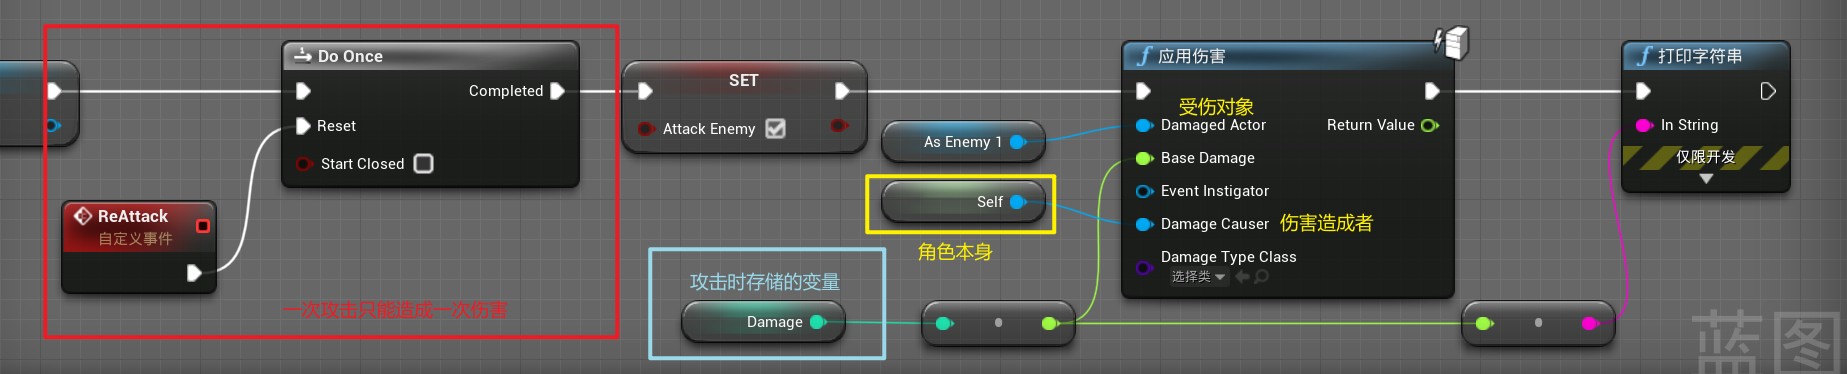 Do Once
Completed
Reset
Start Closed
ReAttack
自定义事件
一次攻击只能造成一次伤害
SET
Attack Enemy
As Enemy 1
Self
角色本身
攻击时存储的变量
Damage
应用伤害
受伤对象
Damaged Actor
Return Value
Base Damage
Event Instigator
Damage Causer
伤害造成者
Damage Type Class
选择类
打印字符串
In String
仅限开发
蓝图